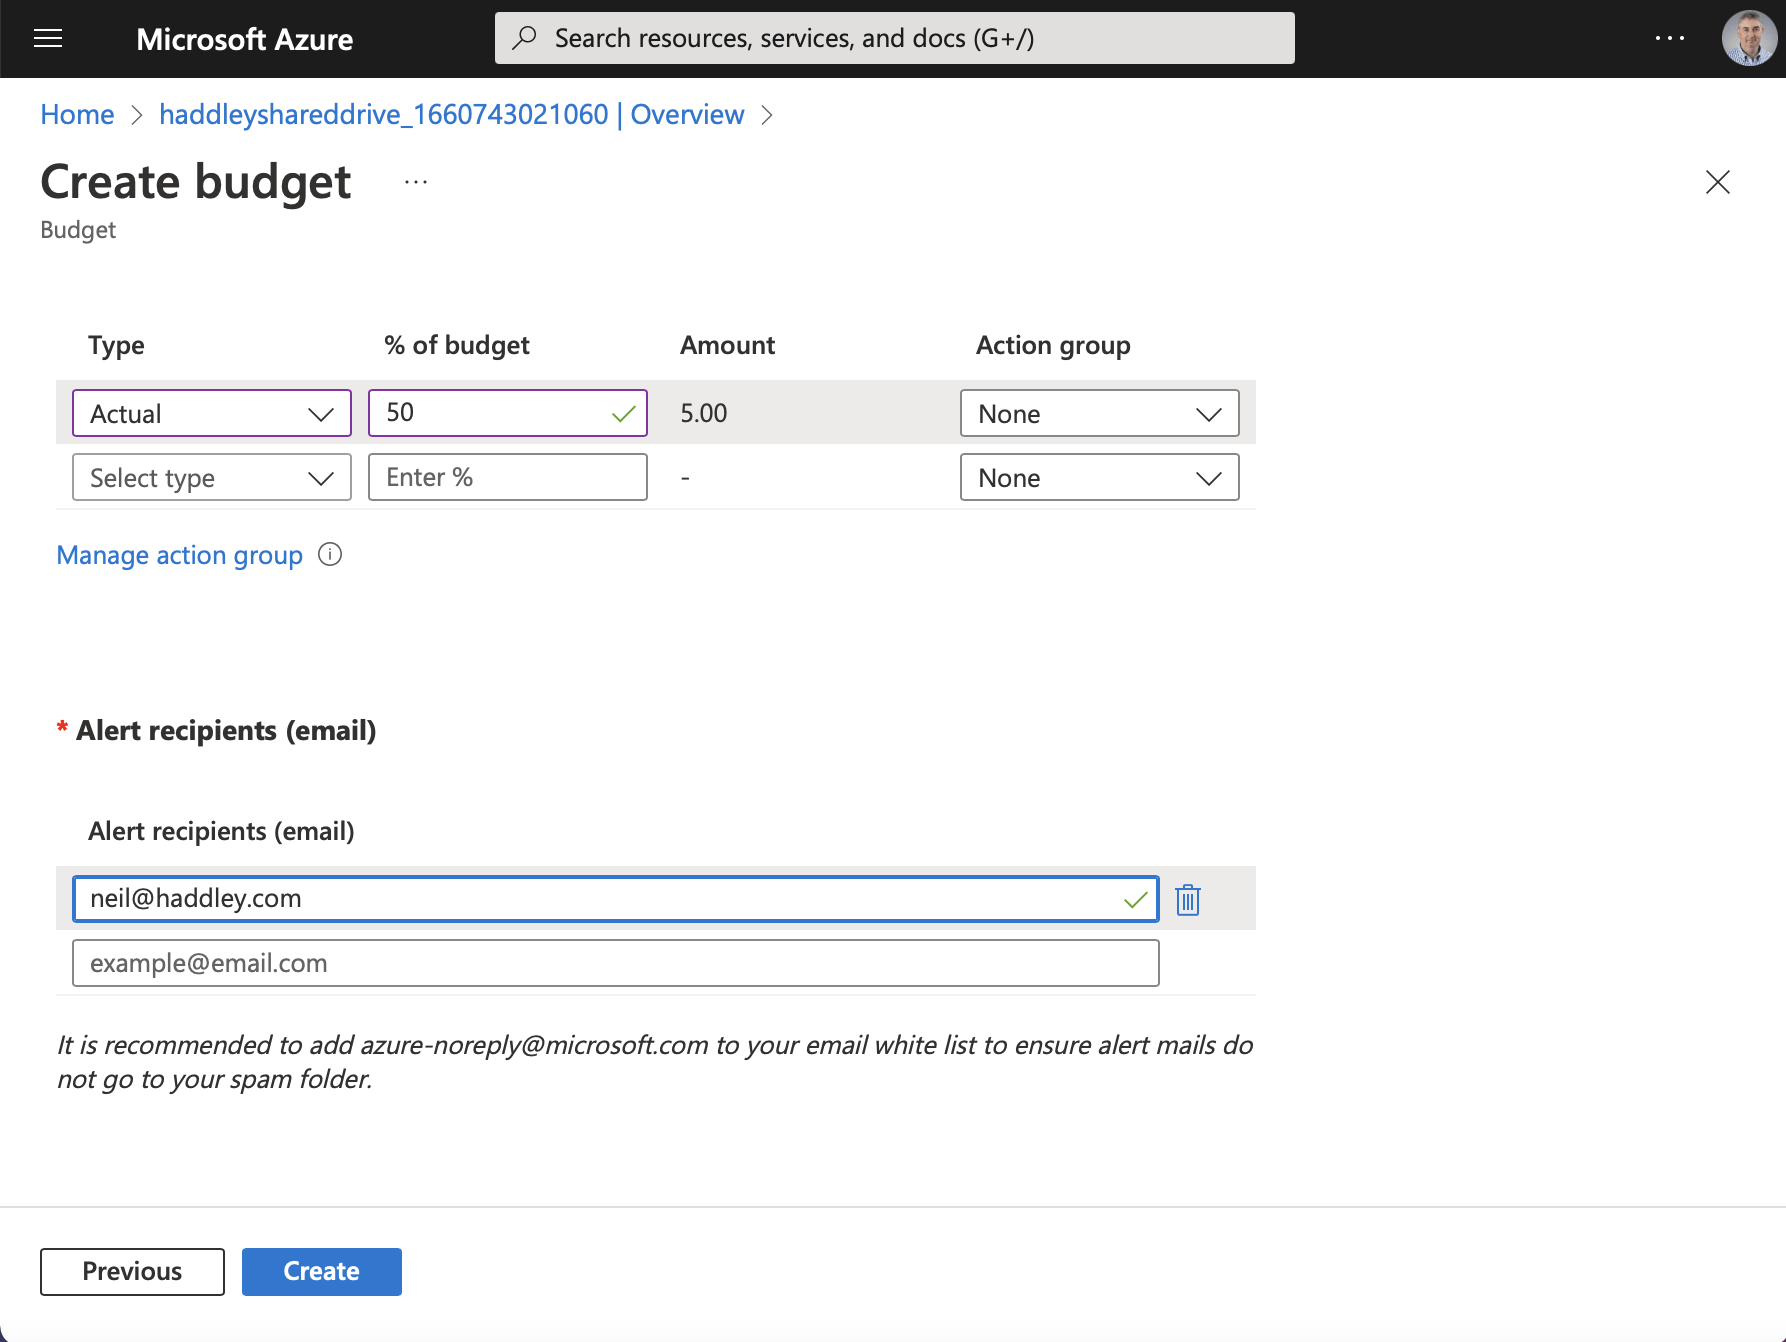 Microsoft Azure
Search resources, services, and docs (G+/)
Home
haddleyshareddrive_1660743021060 | Overview
Create budget
Budget
Type % of budget Amount Action group
Actual 50 5.00 None
Select type Enter % - None
Manage action group
* Alert recipients (email)
Alert recipients (email)
neil@haddley.com
example@email.com
It is recommended to add azure-noreply@microsoft.com to your email white list to ensure alert mails do
not go to your spam folder.
Previous Create